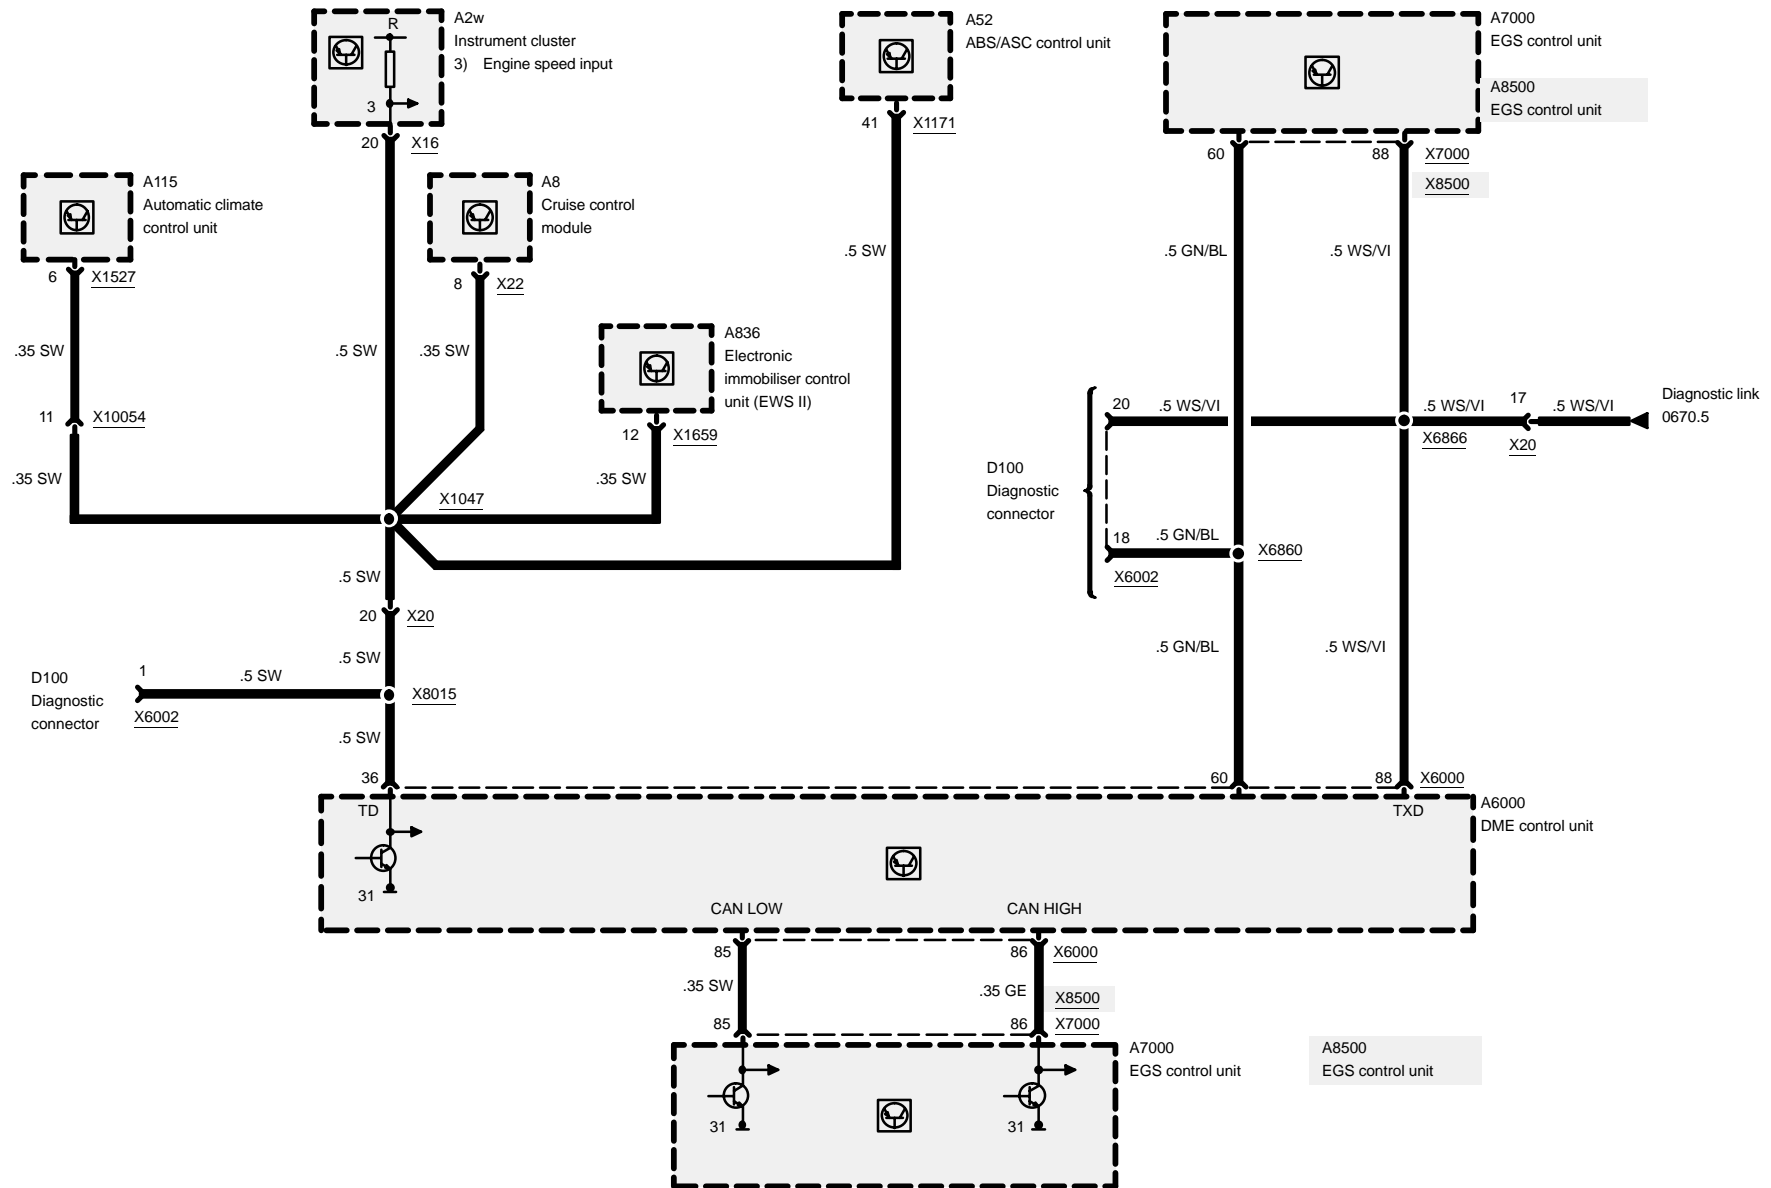 R
A2w
Instrument cluster
3) Engine speed input
3
20 X16
A52
ABS/ASC control unit
41 X1171
A7000
EGS control unit
A8500
EGS control unit
60 88 X7000
X8500
A115
Automatic climate
control unit
6 X1527
A8
Cruise control
module
8 X22
.5 SW
.5 GN/BL
.5 WS/VI
.35 SW
.5 SW
.35 SW
A836
Electronic
immobiliser control
unit (EWS II)
12 X1659
11 X10054
.35 SW
.35 SW
X1047
20 .5 WS/VI
.5 WS/VI 17 .5 WS/VI
X6866
X20
Diagnostic link
0670.5
D100
Diagnostic
connector
18 .5 GN/BL
X6002
X6860
.5 SW
20 X20
.5 SW
.5 GN/BL
.5 WS/VI
D100
Diagnostic
connector
1
.5 SW
X6002
X8015
.5 SW
36 60 88 X6000
TD
TXD
A6000
DME control unit
31
CAN LOW
CAN HIGH
85 86 X6000
.35 SW
.35 GE
X8500
85 86 X7000
A7000
EGS control unit
A8500
EGS control unit
31
31